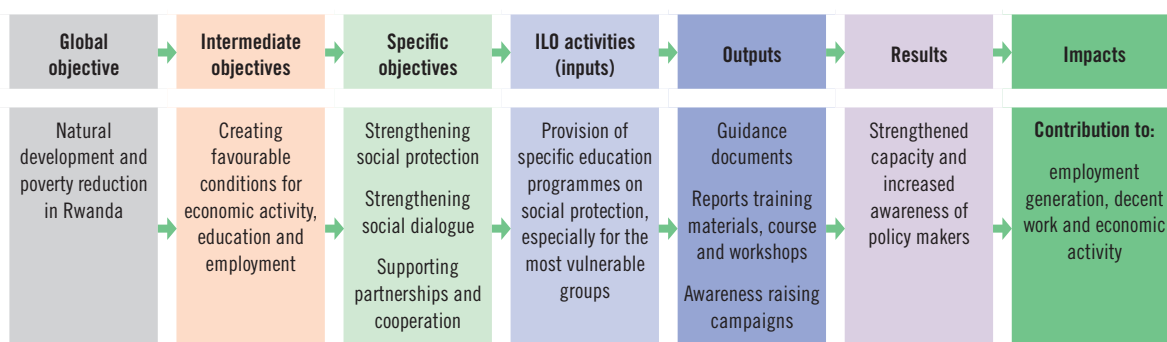 Global
objective
Intermediate
objectives
Specific
objectives
ILO activities
(inputs)
Outputs
Results
Impacts
Natural
development and
poverty reduction
in Rwanda
Creating
favourable
conditions for
economic activity,
education and
employment
Strengthening
social protection
Strengthening
social dialogue
Supporting
partnerships and
cooperation
Provision of
specific education
programmes on
social protection,
especially for the
most vulnerable
groups
Guidance
documents
Reports training
materials, course
and workshops
Awareness raising
campaigns
Strengthened
capacity and
increased
awareness of
policy makers
Contribution to:
employment
generation, decent
work and economic
activity